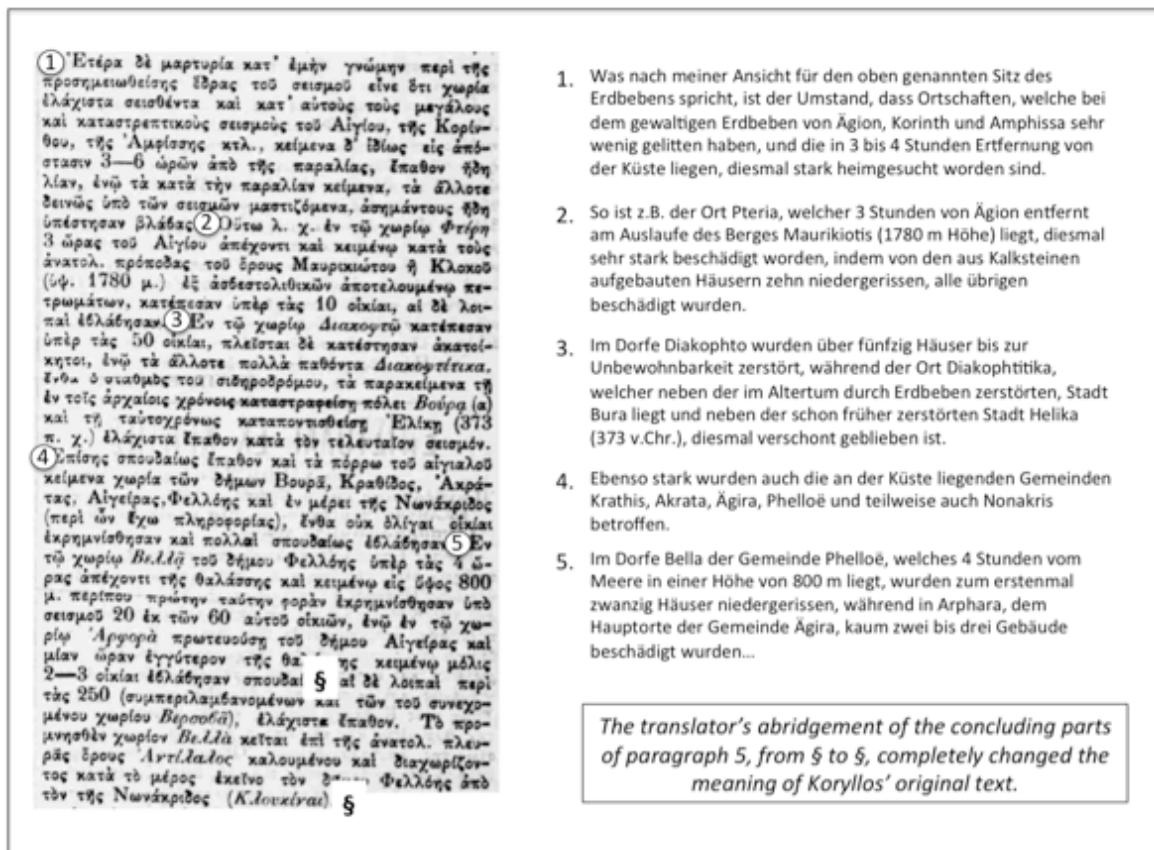 ① Ἑτέρα δὲ μαρτυρία κατ' ἐμὴν γνώμην περὶ τῆς
προσημειωθείσης ἕδρας τοῦ σεισμοῦ εἶνε ὅτι χωρία
ἐλάχιστα σεισθέντα καὶ κατ' αὐτοὺς τοὺς μεγάλους
καὶ καταστρεπτικοὺς σεισμοὺς τοῦ Αἰγίου, τῆς Κορίν-
θου, τῆς Ἀμφίσσης κτλ., κείμενα δ' ἰδίως εἰς ἀπό-
στασιν 3—6 ὡρῶν ἀπὸ τῆς παραλίας, ἔπαθον ἤδη
λίαν, ἐνῷ τὰ κατὰ τὴν παραλίαν κείμενα, τὰ ἄλλοτε
δεινῶς ὑπὸ τῶν σεισμῶν μαστιζόμενα, ἀσημάντους ἤδη
ὑπέστησαν βλάβας ② Οὕτω λ. χ. ἐν τῷ χωρίῳ Φτέρῃ
3 ὥρας τοῦ Αἰγίου ἀπέχοντι καὶ κειμένῳ κατὰ τοὺς
ἀνατολ. πρόποδας τοῦ ὄρους Μαυρικιώτου ἢ Κλοκοῦ
(ὑψ. 1780 μ.) ἐξ ἀσβεστολιθικῶν ἀποτελουμένῳ πε-
τρωμάτων, κατέπεσαν ὑπὲρ τὰς 10 οἰκίαι, αἱ δὲ λοι-
παὶ ἐβλάβησαν. ③ Ἐν τῷ χωρίῳ Διακοφτῷ κατέπεσαν
ὑπὲρ τὰς 50 οἰκίαι, πλεῖσται δὲ κατέστησαν ἀκατοί-
κητοι, ἐνῷ τὰ ἄλλοτε πολλὰ παθόντα Διακοφτίτικα,
ἔνθα ὁ σταθμὸς τοῦ σιδηροδρόμου, τὰ παρακείμενα τῇ
ἐν τοῖς ἀρχαίοις χρόνοις καταστραφείσῃ πόλει Βούρᾳ (α)
καὶ τῇ ταὐτοχρόνως καταποντισθείσῃ Ἑλίκῃ (373
π. χ.) ἐλάχιστα ἔπαθον κατὰ τὸν τελευταῖον σεισμόν.
④ Ἐπίσης σπουδαίως ἔπαθον καὶ τὰ πόρρω τοῦ αἰγιαλοῦ
κείμενα χωρία τῶν δήμων Βουρᾶ, Κραθίδος, Ἀκρά-
τας, Αἰγείρας, Φελλόης καὶ ἐν μέρει τῆς Νωνάκριδος
(περὶ ὧν ἔχω πληροφορίας), ἔνθα οὐκ ὀλίγαι οἰκίαι
ἐκρημνίσθησαν καὶ πολλαὶ σπουδαίως ἐβλάβησαν ⑤ Ἐν
τῷ χωρίῳ Βελλᾷ τοῦ δήμου Φελλόης ὑπὲρ τὰς 4 ὥ-
ρας ἀπέχοντι τῆς θαλάσσης καὶ κειμένῳ εἰς ὕψος 800
μ. περίπου πρώτην ταύτην φορὰν ἐκρημνίσθησαν ὑπὸ
σεισμοῦ 20 ἐκ τῶν 60 αὐτοῦ οἰκιῶν, ἐνῷ ἐν τῷ χω-
ρίῳ Ἀρφορᾷ πρωτευούσῃ τοῦ δήμου Αἰγείρας καὶ
μίαν ὥραν ἐγγύτερον τῆς κειμένῳ μόλις
2—3 οἰκίαι ἐβλάβησαν § αἱ δὲ λοιπαὶ περὶ
τὰς 250 (συμπεριλαμβανομένων καὶ τῶν τοῦ συνεχο-
μένου χωρίου Βερσοβᾶ), ἐλάχιστα ἔπαθον. Τὸ προ-
μνησθὲν χωρίον Βελλᾶ κεῖται ἐπὶ τῆς ἀνατολ. πλευ-
ρᾶς ὄρους Ἀντίλαλος καλουμένου καὶ διαχωρίζον-
τος κατὰ τὸ μέρος ἐκεῖνο τὸν Φελλόης ἀπὸ
τὸν τῆς Νωνάκριδος (Κλουκίναι) §
1. Was nach meiner Ansicht für den oben genannten Sitz des
Erdbebens spricht, ist der Umstand, dass Ortschaften, welche bei
dem gewaltigen Erdbeben von Ägion, Korinth und Amphissa sehr
wenig gelitten haben, und die in 3 bis 4 Stunden Ertfernung von
der Küste liegen, diesmal stark heimgesucht worden sind.
2. So ist z.B. der Ort Pteria, welcher 3 Stunden von Ägion entfernt
am Auslaufe des Berges Maurikiotis (1780 m Höhe) liegt, diesmal
sehr stark beschädigt worden, indem von den aus Kalksteinen
aufgebauten Häusern zehn niedergerissen, alle übrigen
beschädigt wurden.
3. Im Dorfe Diakophto wurden über fünfzig Häuser bis zur
Unbewohnbarkeit zerstört, während der Ort Diakophtitika,
welcher neben der im Altertum durch Erdbeben zerstörten, Stadt
Bura liegt und neben der schon früher zerstörten Stadt Helika
(373 v.Chr.), diesmal verschont geblieben ist.
4. Ebenso stark wurden auch die an der Küste liegenden Gemeinden
Krathis, Akrata, Ägira, Phelloë und teilweise auch Nonakris
betroffen.
5. Im Dorfe Bella der Gemeinde Phelloë, welches 4 Stunden vom
Meere in einer Höhe von 800 m liegt, wurden zum erstenmal
zwanzig Häuser niedergerissen, während in Arphara, dem
Hauptorte der Gemeinde Ägira, kaum zwei bis drei Gebäude
beschädigt wurden...
The translator's abridgement of the concluding parts
of paragraph 5, from § to §, completely changed the
meaning of Koryllos' original text.